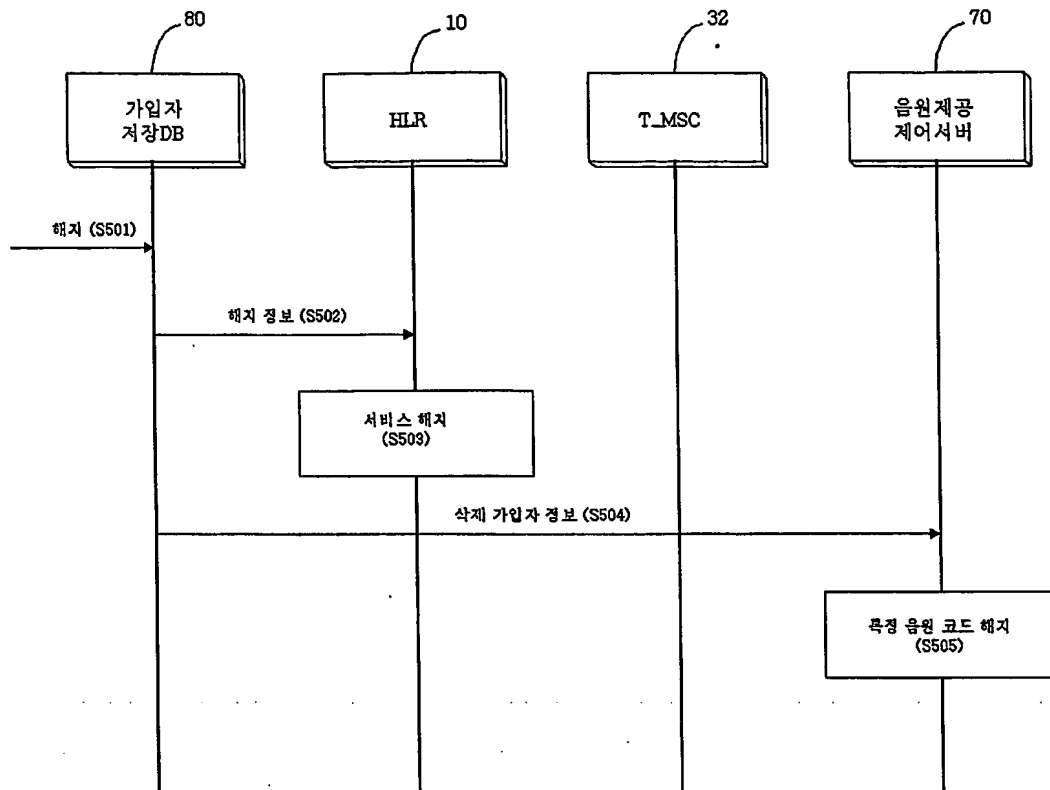 80
10
32
70
가입자
저장DB
HLR
T_MSC
음원제공
제어서버
해지 (S501)
해지 정보 (S502)
서비스 해지
(S503)
삭제 가입자 정보 (S504)
특정 음원 코드 해지
(S505)